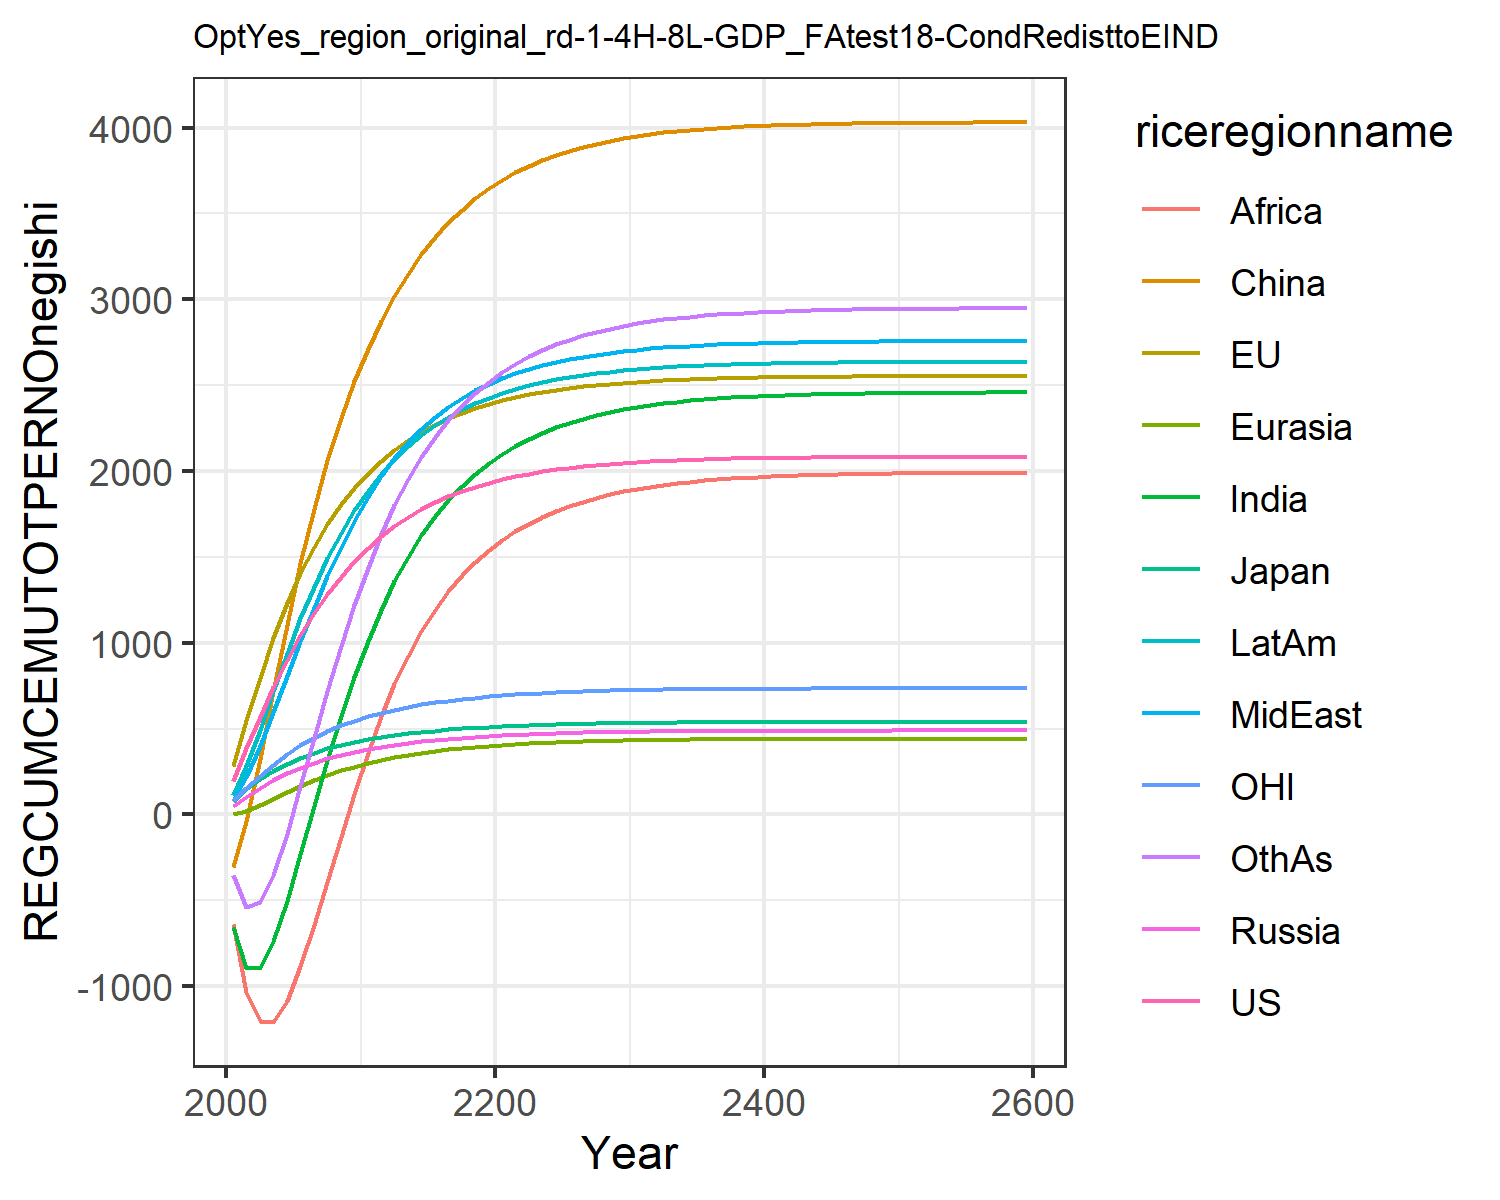 OptYes_region_original_rd-1-4H-8L-GDP_FAtest18-CondRedisttoEIND
REGCUMCEMUTOTPERNOnegishi
4000
3000
2000
1000
0
-1000
2000
2200
2400
2600
Year
riceregionname
Africa
China
EU
Eurasia
India
Japan
LatAm
MidEast
OHI
OthAs
Russia
US